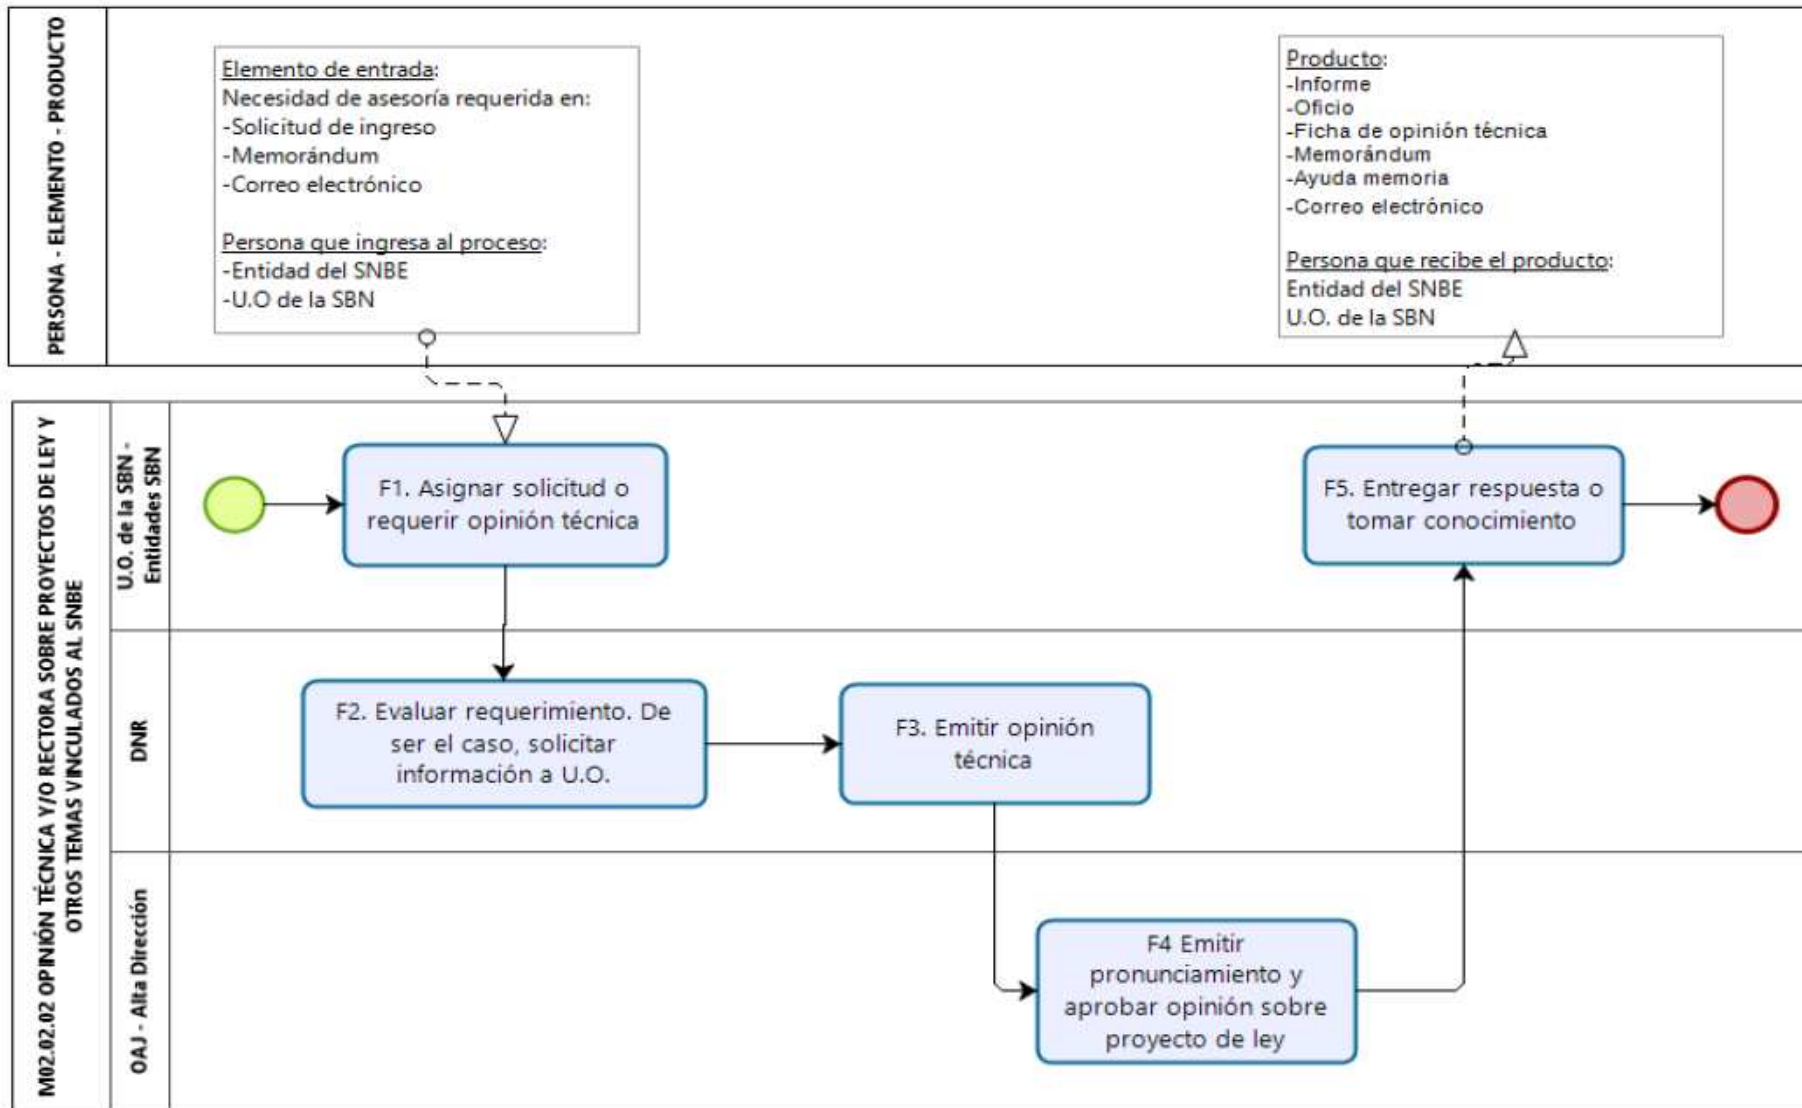 PERSONA - ELEMENTO - PRODUCTO
Elemento de entrada:
Necesidad de asesoría requerida en:
-Solicitud de ingreso
-Memorándum
-Correo electrónico
Persona que ingresa al proceso:
-Entidad del SNBE
-U.O de la SBN
Producto:
-Informe
-Oficio
-Ficha de opinión técnica
-Memorándum
-Ayuda memoria
-Correo electrónico
Persona que recibe el producto:
Entidad del SNBE
U.O. de la SBN
M02.02.02 OPINIÓN TÉCNICA Y/O RECTORA SOBRE PROYECTOS DE LEY Y
OTROS TEMAS VINCULADOS AL SNBE
U.O. de la SBN -
Entidades SBN
F1. Asignar solicitud o
requerir opinión técnica
F5. Entregar respuesta o
tomar conocimiento
DNR
F2. Evaluar requerimiento. De
ser el caso, solicitar
información a U.O.
F3. Emitir opinión
técnica
OAJ - Alta Dirección
F4 Emitir
pronunciamiento y
aprobar opinión sobre
proyecto de ley